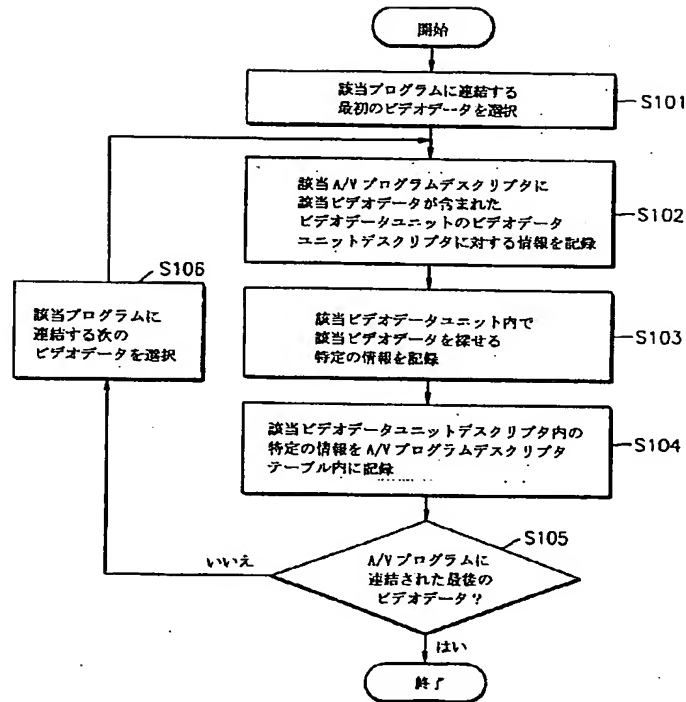 開始
該当プログラムに連結する
最初のビデオデータを選択
S101
該当 A/V プログラムデスクリプタに
該当ビデオデータが含まれた
ビデオデータユニットのビデオデータ
ユニットデスクリプタに対する情報を記録
S102
S106
該当プログラムに
連結する次の
ビデオデータを選択
該当ビデオデータユニット内で
該当ビデオデータを探せる
特定の情報を記録
S103
該当ビデオデータユニットデスクリプタ内の
特定の情報を A/V プログラムデスクリプタ
テーブル内に記録
S104
S105
いいえ
A/V プログラムに
連結された最後の
ビデオデータ？
はい
終了